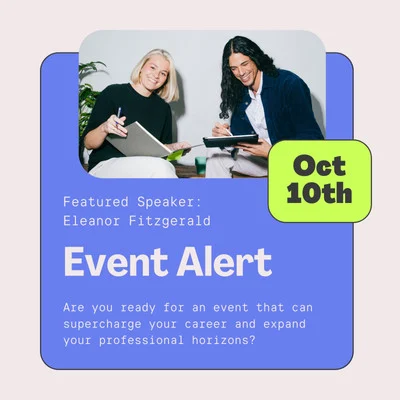 Oct
10th
Featured Speaker:
Eleanor Fitzgerald
Event Alert
Are you ready for an event that can
supercharge your career and expand
your professional horizons?